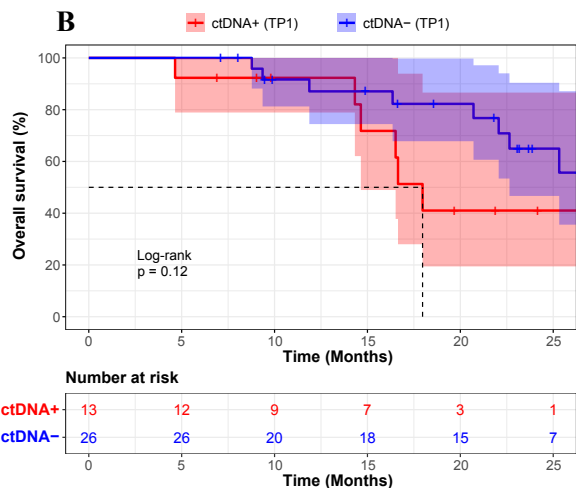 B
ctDNA+ (TP1) ctDNA− (TP1)
Overall survival (%)
100
80
60
40
20
0
Log-rank
p = 0.12
0 5 10 15 20 25
Time (Months)
Number at risk
ctDNA+ 13 12 9 7 3 1
ctDNA− 26 26 20 18 15 7
0 5 10 15 20 25
Time (Months)